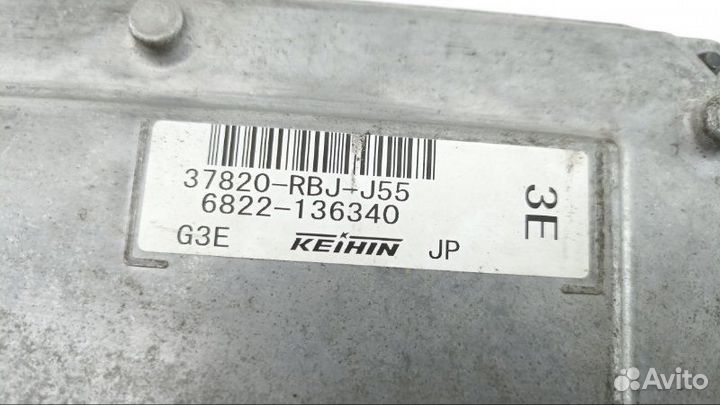 37820-RBJ-J55
6822-136340
G3E KEIHIN JP
3E
Avito